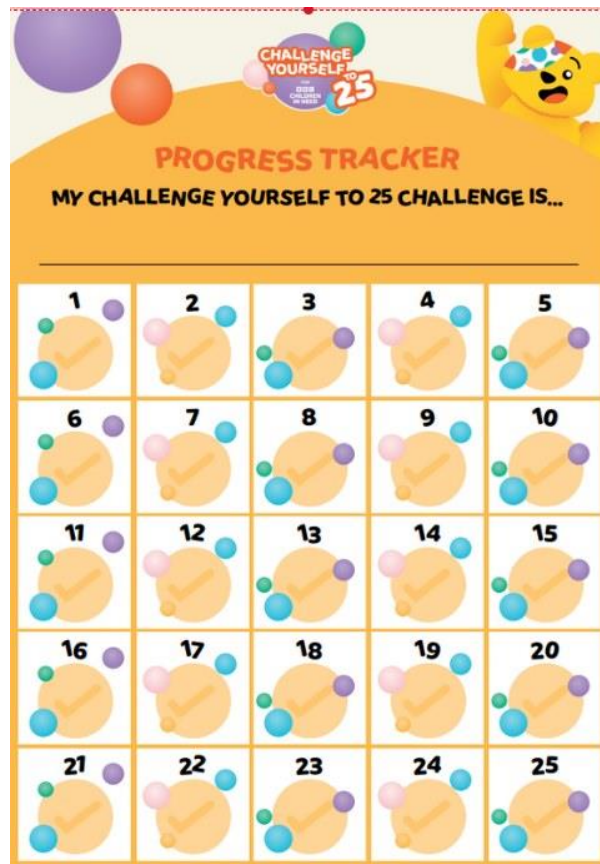 CHALLENGE
YOURSELF
TO
25
FOR
BBC
CHILDREN
IN NEED
PROGRESS TRACKER
MY CHALLENGE YOURSELF TO 25 CHALLENGE IS...
1 2 3 4 5
6 7 8 9 10
11 12 13 14 15
16 17 18 19 20
21 22 23 24 25